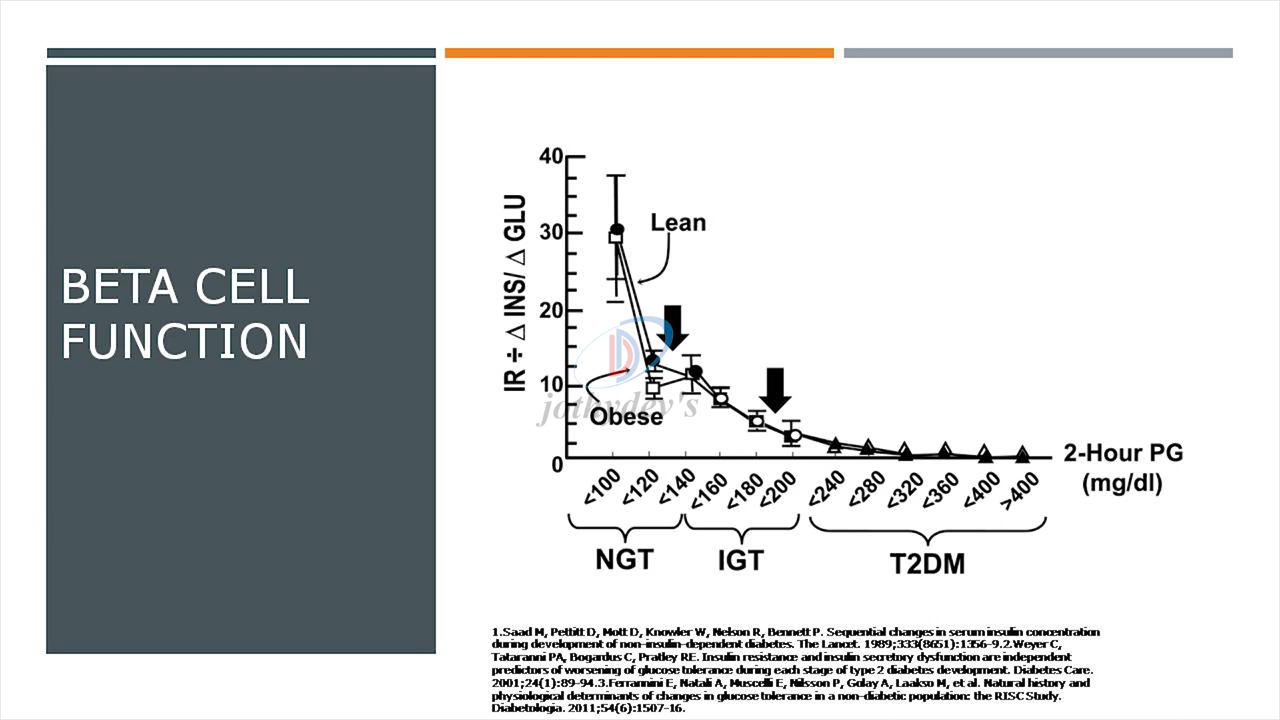 BETA CELL
FUNCTION
40
30
20
10
0
IR ÷ Δ INS/ Δ GLU
Lean
Obese
jothydev's
<100
<120
<140
<160
<180
<200
<240
<280
<320
<360
<400
>400
2-Hour PG
(mg/dl)
NGT
IGT
T2DM
1.Saad M, Pettitt D, Mott D, Knowler W, Nelson R, Bennett P. Sequential changes in serum insulin concentration
during development of non-insulin-dependent diabetes. The Lancet. 1989;333(8651):1356-9.2.Weyer C,
Tataranni PA, Bogardus C, Pratley RE. Insulin resistance and insulin secretory dysfunction are independent
predictors of worsening of glucose tolerance during each stage of type 2 diabetes development. Diabetes Care.
2001;24(1):89-94.3.Ferrannini E, Natali A, Muscelli E, Nilsson P, Golay A, Laakso M, et al. Natural history and
physiological determinants of changes in glucose tolerance in a non-diabetic population: the RISC Study.
Diabetologia. 2011;54(6):1507-16.